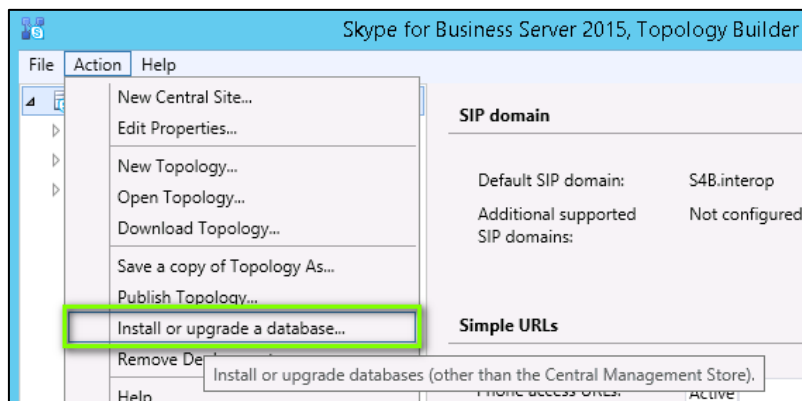 Skype for Business Server 2015, Topology Builder
File Action Help
New Central Site...
Edit Properties...
New Topology...
Open Topology...
Download Topology...
Save a copy of Topology As...
Publish Topology...
Install or upgrade a database...
Remove De
Install or upgrade databases (other than the Central Management Store).
Help
SIP domain
Default SIP domain: S4B.interop
Additional supported Not configured
SIP domains:
Simple URLs
Phone access URLs: Active